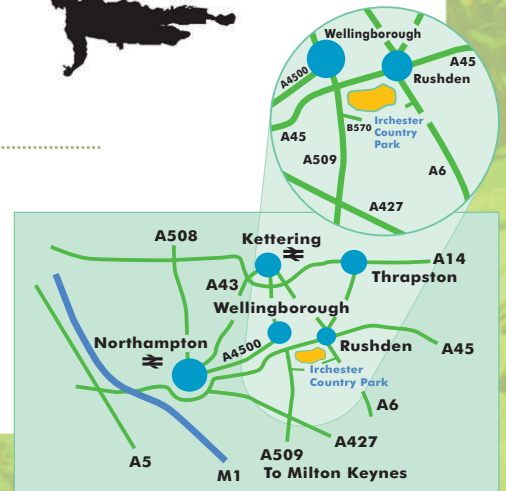 Wellingborough
A4500
A45
Rushden
A45
B570
Irchester
Country
Park
A509
A6
A427
A508
Kettering
A14
Thrapston
A43
Wellingborough
Northampton
A4500
Rushden
A45
Irchester
Country Park
A6
A427
A509
A5
M1
To Milton Keynes